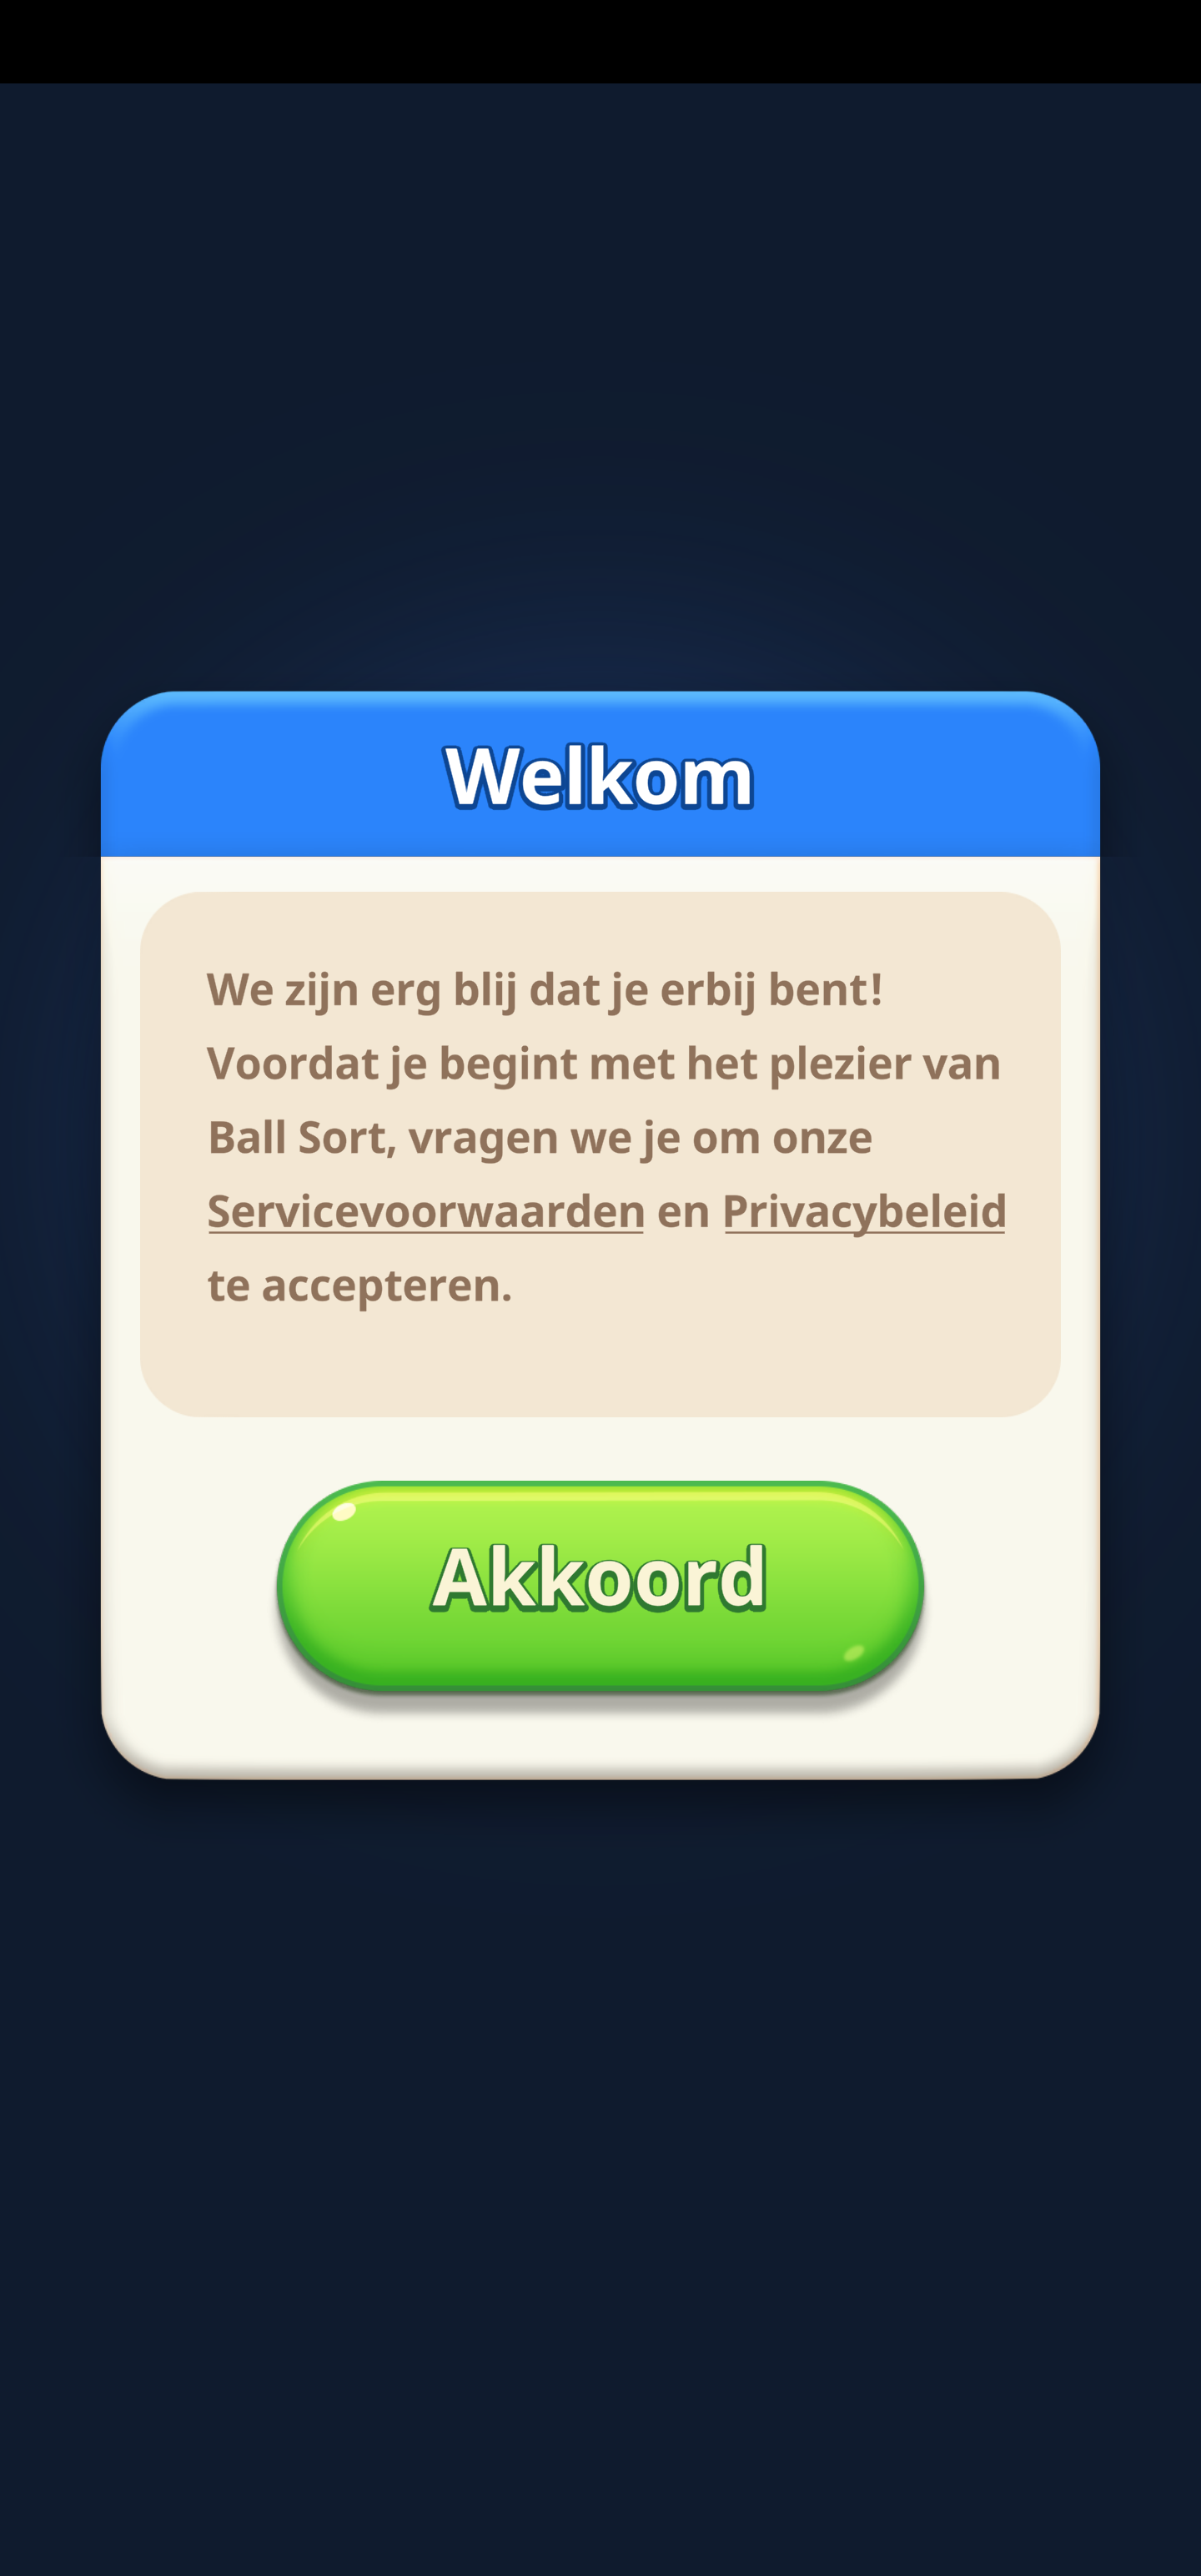 Welkom
We zijn erg blij dat je erbij bent!
Voordat je begint met het plezier van
Ball Sort, vragen we je om onze
Servicevoorwaarden en Privacybeleid
te accepteren.
Akkoord